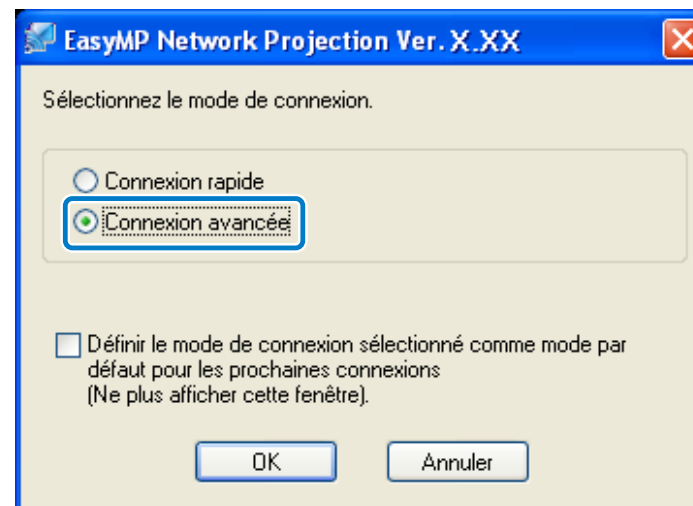 EasyMP Network Projection Ver. X.XX
Sélectionnez le mode de connexion.
Connexion rapide
Connexion avancée
Définir le mode de connexion sélectionné comme mode par
défaut pour les prochaines connexions
(Ne plus afficher cette fenêtre).
OK
Annuler